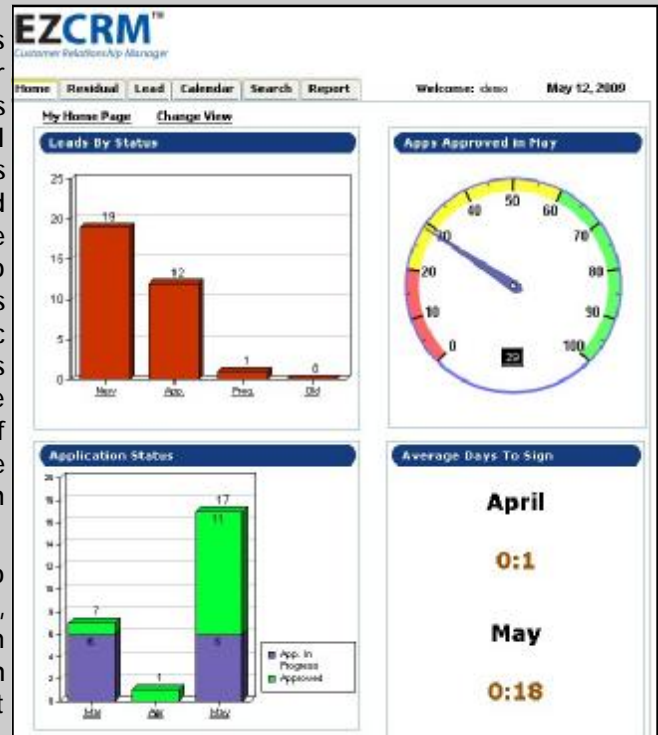 EZCRM™
Customer Relationship Manager
Home Residual Lead Calendar Search Report Welcome: demo May 12, 2009
My Home Page Change View
Leads By Status
25
20
15
10
5
0
19
12
1
0
New
App.
Old
Apps Approved in May
0
10
20
30
40
50
60
70
80
90
100
29
Application Status
7
6
1
17
11
Mar
Apr
May
App. In
Progress
Approved
Average Days To Sign
April
0:1
May
0:18